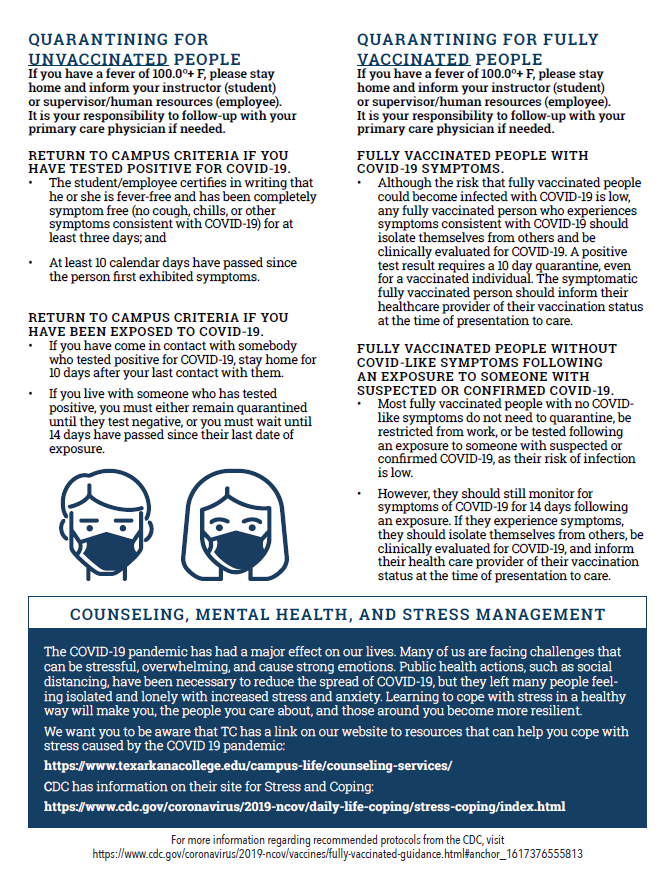 QUARANTINING FOR
UNVACCINATED PEOPLE
If you have a fever of 100.0º+ F, please stay
home and inform your instructor (student)
or supervisor/human resources (employee).
It is your responsibility to follow-up with your
primary care physician if needed.
RETURN TO CAMPUS CRITERIA IF YOU
HAVE TESTED POSITIVE FOR COVID-19.
• The student/employee certifies in writing that
he or she is fever-free and has been completely
symptom free (no cough, chills, or other
symptoms consistent with COVID-19) for at
least three days; and
• At least 10 calendar days have passed since
the person first exhibited symptoms.
RETURN TO CAMPUS CRITERIA IF YOU
HAVE BEEN EXPOSED TO COVID-19.
• If you have come in contact with somebody
who tested positive for COVID-19, stay home for
10 days after your last contact with them.
• If you live with someone who has tested
positive, you must either remain quarantined
until they test negative, or you must wait until
14 days have passed since their last date of
exposure.
QUARANTINING FOR FULLY
VACCINATED PEOPLE
If you have a fever of 100.0º+ F, please stay
home and inform your instructor (student)
or supervisor/human resources (employee).
It is your responsibility to follow-up with your
primary care physician if needed.
FULLY VACCINATED PEOPLE WITH
COVID-19 SYMPTOMS.
• Although the risk that fully vaccinated people
could become infected with COVID-19 is low,
any fully vaccinated person who experiences
symptoms consistent with COVID-19 should
isolate themselves from others and be
clinically evaluated for COVID-19. A positive
test result requires a 10 day quarantine, even
for a vaccinated individual. The symptomatic
fully vaccinated person should inform their
healthcare provider of their vaccination status
at the time of presentation to care.
FULLY VACCINATED PEOPLE WITHOUT
COVID-LIKE SYMPTOMS FOLLOWING
AN EXPOSURE TO SOMEONE WITH
SUSPECTED OR CONFIRMED COVID-19.
• Most fully vaccinated people with no COVID-
like symptoms do not need to quarantine, be
restricted from work, or be tested following
an exposure to someone with suspected or
confirmed COVID-19, as their risk of infection
is low.
• However, they should still monitor for
symptoms of COVID-19 for 14 days following
an exposure. If they experience symptoms,
they should isolate themselves from others, be
clinically evaluated for COVID-19, and inform
their health care provider of their vaccination
status at the time of presentation to care.
COUNSELING, MENTAL HEALTH, AND STRESS MANAGEMENT
The COVID-19 pandemic has had a major effect on our lives. Many of us are facing challenges that
can be stressful, overwhelming, and cause strong emotions. Public health actions, such as social
distancing, have been necessary to reduce the spread of COVID-19, but they left many people feel-
ing isolated and lonely with increased stress and anxiety. Learning to cope with stress in a healthy
way will make you, the people you care about, and those around you become more resilient.
We want you to be aware that TC has a link on our website to resources that can help you cope with
stress caused by the COVID 19 pandemic:
https://www.texarkanacollege.edu/campus-life/counseling-services/
CDC has information on their site for Stress and Coping:
https://www.cdc.gov/coronavirus/2019-ncov/daily-life-coping/stress-coping/index.html
For more information regarding recommended protocols from the CDC, visit
https://www.cdc.gov/coronavirus/2019-ncov/vaccines/fully-vaccinated-guidance.html#anchor_1617376555813